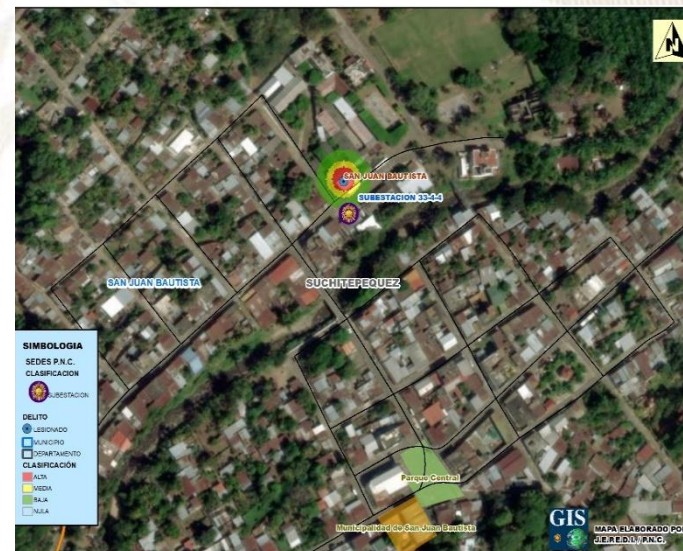 N
SAN JUAN BAUTISTA
SUBESTACION 33-4-4
SAN JUAN BAUTISTA
SUCHITEPEQUEZ
Parque Central
Municipalidad de San Juan Bautista
SIMBOLOGIA
SEDES P.N.C.
CLASIFICACION
SUBESTACION
DELITO
LESIONADO
MUNICIPIO
DEPARTAMENTO
CLASIFICACIÓN
ALTA
MEDIA
BAJA
NULA
GIS
MAPA ELABORADO POR
J.E.RE.D.I. / P.N.C.